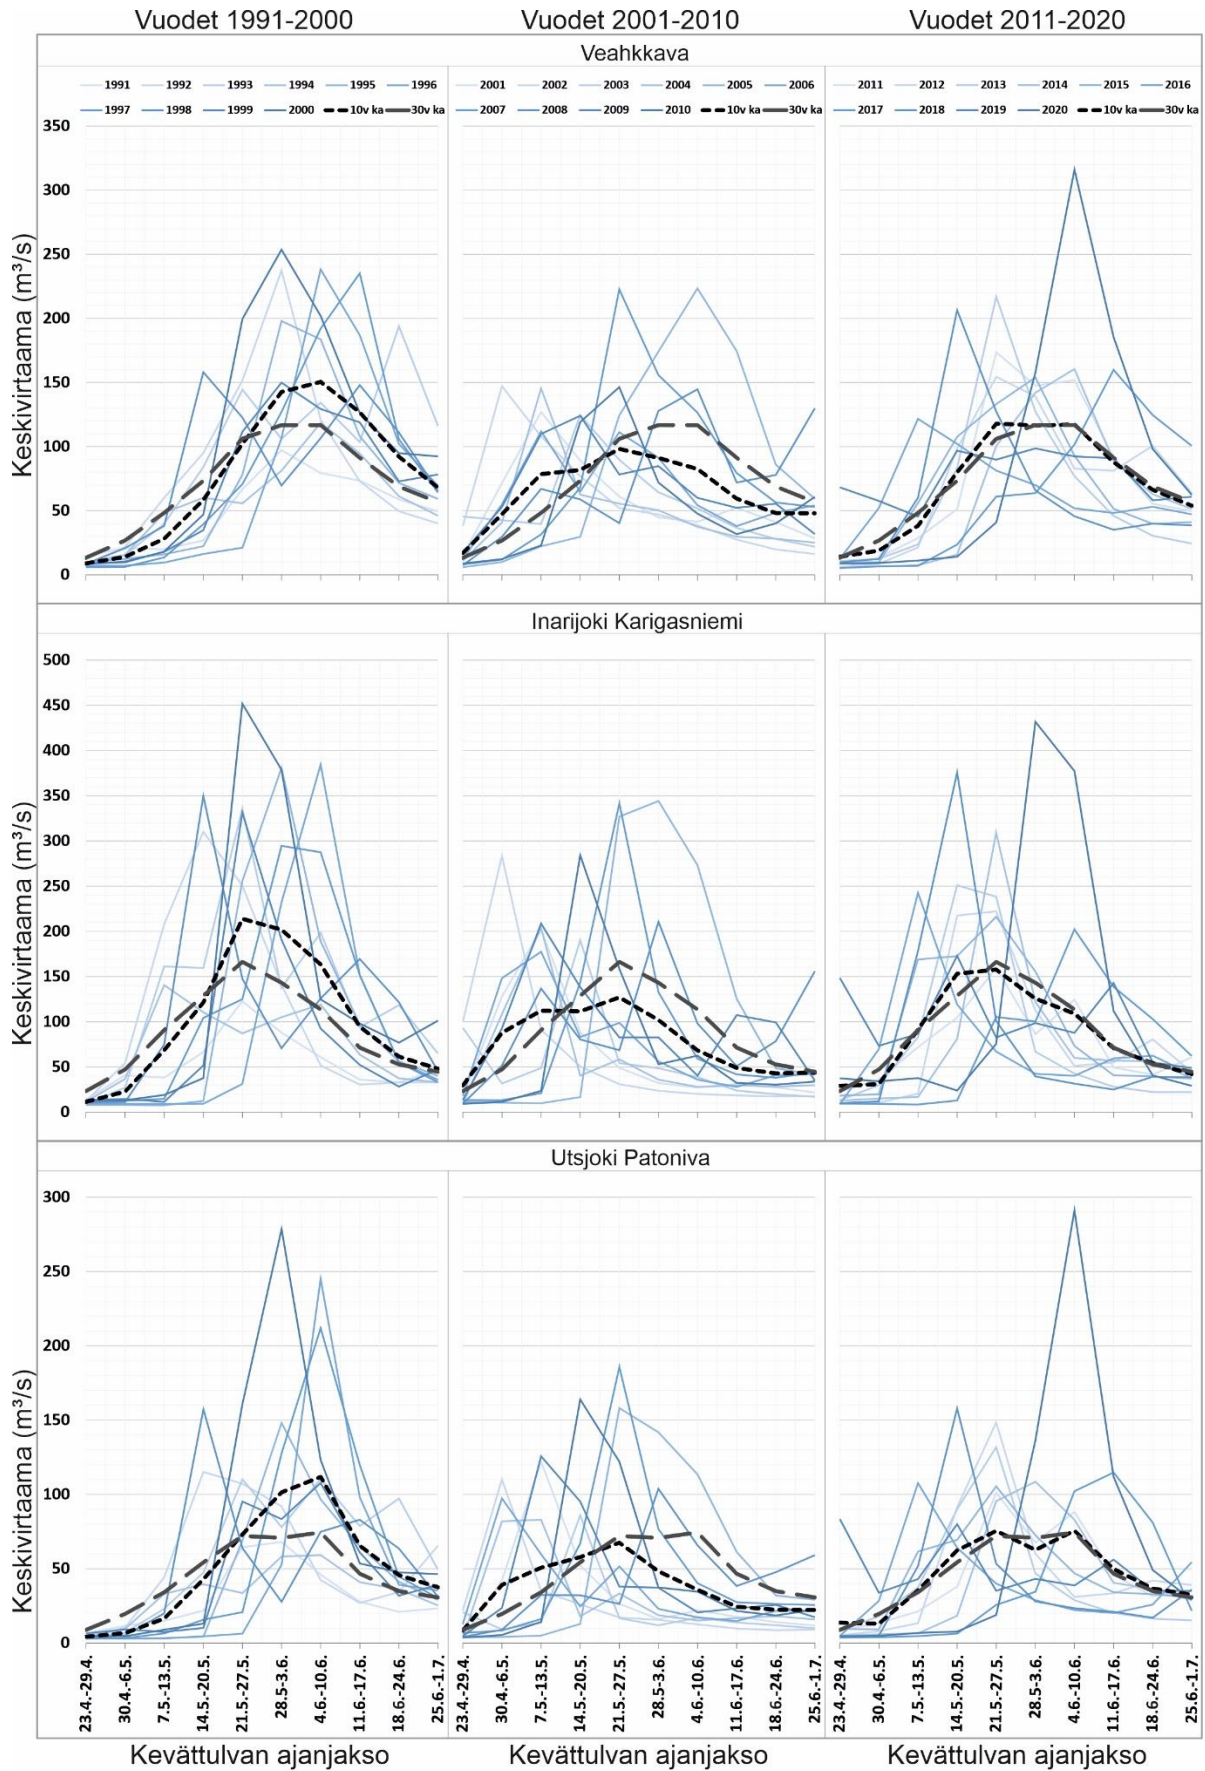 Vuodet 1991-2000 Vuodet 2001-2010 Vuodet 2011-2020
Veahkkava
1991 1992 1993 1994 1995 1996
1997 1998 1999 2000 10v ka 30v ka
2001 2002 2003 2004 2005 2006
2007 2008 2009 2010 10v ka 30v ka
2011 2012 2013 2014 2015 2016
2017 2018 2019 2020 10v ka 30v ka
Keskivirtaama (m³/s)
350
300
250
200
150
100
50
0
Inarijoki Karigasniemi
Keskivirtaama (m³/s)
500
450
400
350
300
250
200
150
100
50
0
Utsjoki Patoniva
Keskivirtaama (m³/s)
300
250
200
150
100
50
0
23.4.-29.4. 30.4.-6.5. 7.5.-13.5. 14.5.-20.5. 21.5.-27.5. 28.5-3.6. 4.6.-10.6. 11.6.-17.6. 18.6.-24.6. 25.6.-1.7.
23.4.-29.4. 30.4.-6.5. 7.5.-13.5. 14.5.-20.5. 21.5.-27.5. 28.5-3.6. 4.6.-10.6. 11.6.-17.6. 18.6.-24.6. 25.6.-1.7.
23.4.-29.4. 30.4.-6.5. 7.5.-13.5. 14.5.-20.5. 21.5.-27.5. 28.5-3.6. 4.6.-10.6. 11.6.-17.6. 18.6.-24.6. 25.6.-1.7.
Kevättulvan ajanjakso Kevättulvan ajanjakso Kevättulvan ajanjakso